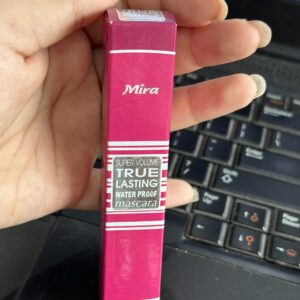 Mira
SUPER VOLUME
TRUE
LASTING
WATER PROOF
mascara